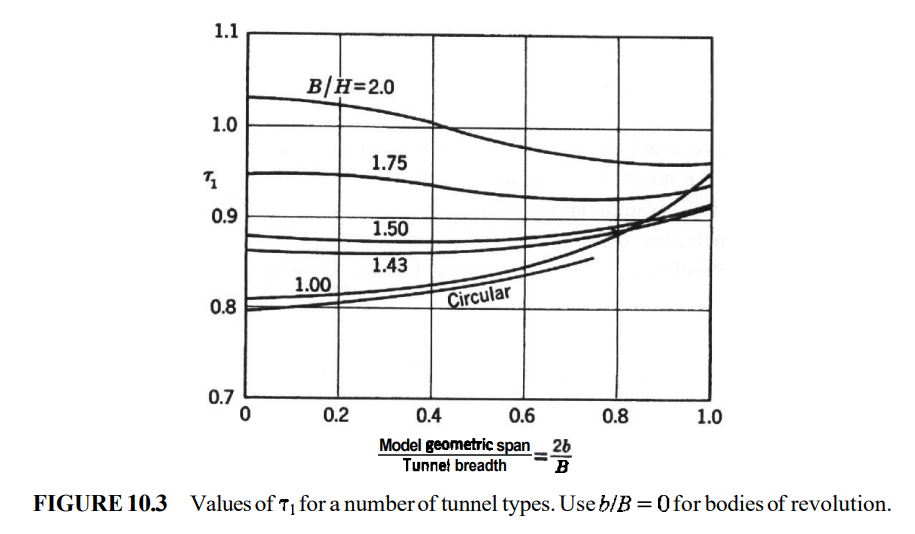 1.1
B/H=2.0
1.0
1.75
τ₁
0.9
1.50
1.43
1.00
Circular
0.8
0.7
0 0.2 0.4 0.6 0.8 1.0
Model geometric span = 2b
Tunnel breadth B
FIGURE 10.3 Values of τ₁ for a number of tunnel types. Use b/B = 0 for bodies of revolution.